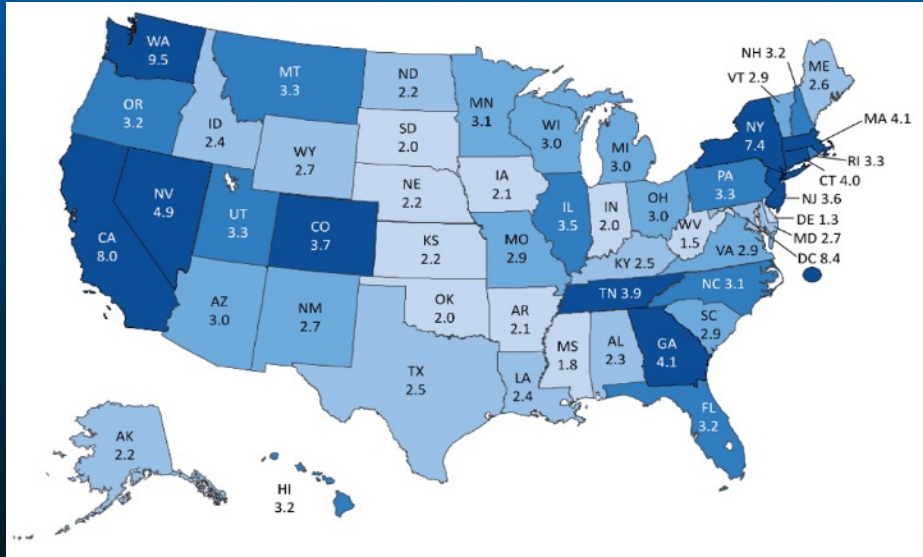 WA
9.5
OR
3.2
CA
8.0
NV
4.9
ID
2.4
MT
3.3
WY
2.7
UT
3.3
CO
3.7
AZ
3.0
NM
2.7
ND
2.2
SD
2.0
NE
2.2
KS
2.2
OK
2.0
TX
2.5
MN
3.1
IA
2.1
MO
2.9
AR
2.1
LA
2.4
WI
3.0
IL
3.5
MI
3.0
IN
2.0
OH
3.0
KY 2.5
TN 3.9
MS
1.8
AL
2.3
GA
4.1
FL
3.2
SC
2.9
NC 3.1
VA 2.9
WV
1.5
PA
3.3
NY
7.4
VT 2.9
NH 3.2
ME
2.6
MA 4.1
RI 3.3
CT 4.0
NJ 3.6
DE 1.3
MD 2.7
DC 8.4
AK
2.2
HI
3.2